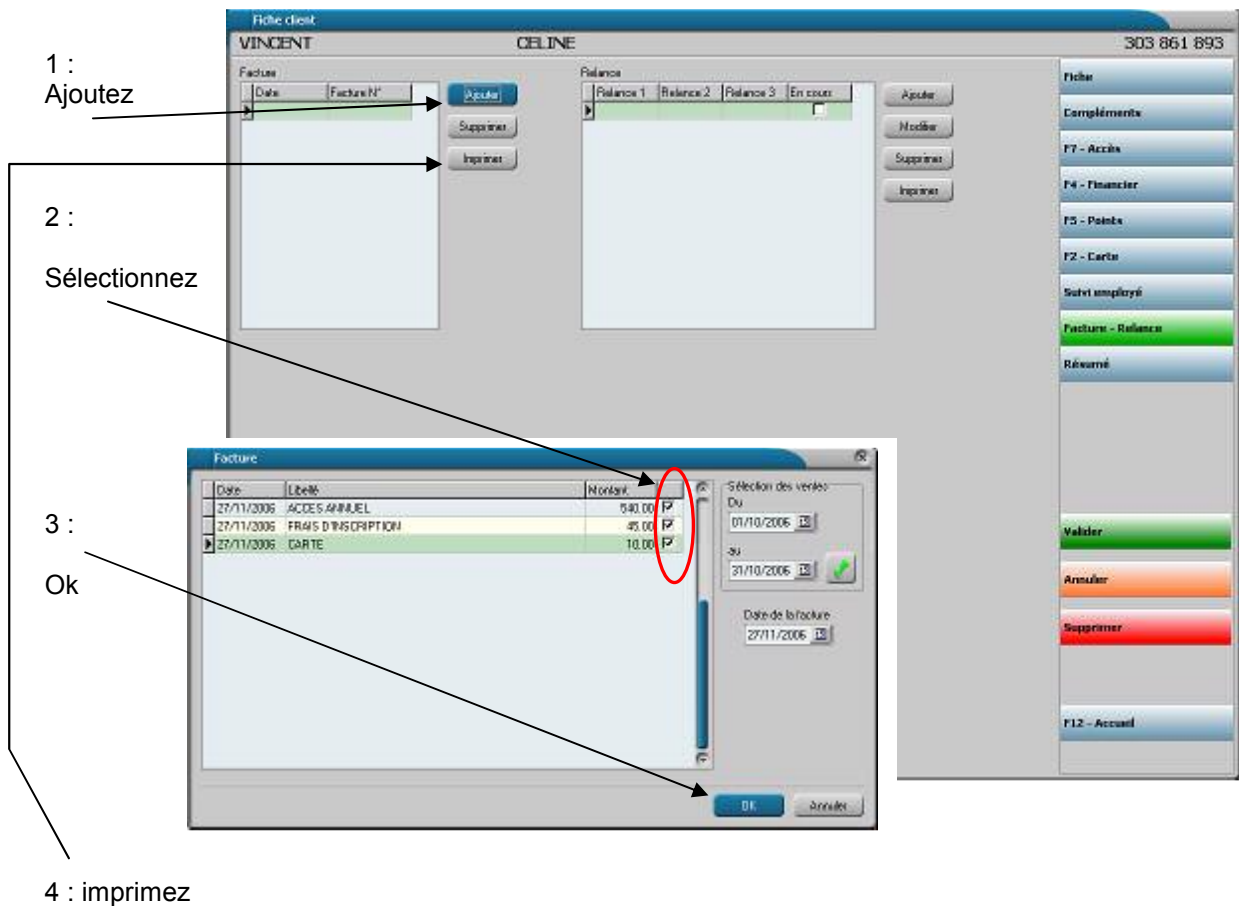 Fiche client
VINCENT CELINE 303 861 893
1 :
Ajoutez
2 :
Sélectionnez
3 :
Ok
4 : imprimez
Facture
Date Facture N°
Ajouter
Supprimer
Imprimer
Relance
Relance 1 Relance 2 Relance 3 En cours
Ajouter
Modifier
Supprimer
Imprimer
Fiche
Compléments
F7 - Accès
F4 - Financier
F5 - Points
F2 - Carte
Suivi employé
Facture - Relance
Résumé
Valider
Annuler
Supprimer
F12 - Accueil
Facture
Date Libellé Montant
27/11/2006 ACCES ANNUEL 540.00
27/11/2006 FRAIS D'INSCRIPTION 45.00
27/11/2006 CARTE 10.00
Sélection des ventes
Du
01/10/2006
au
31/10/2006
Date de la facture
27/11/2006
OK Annuler